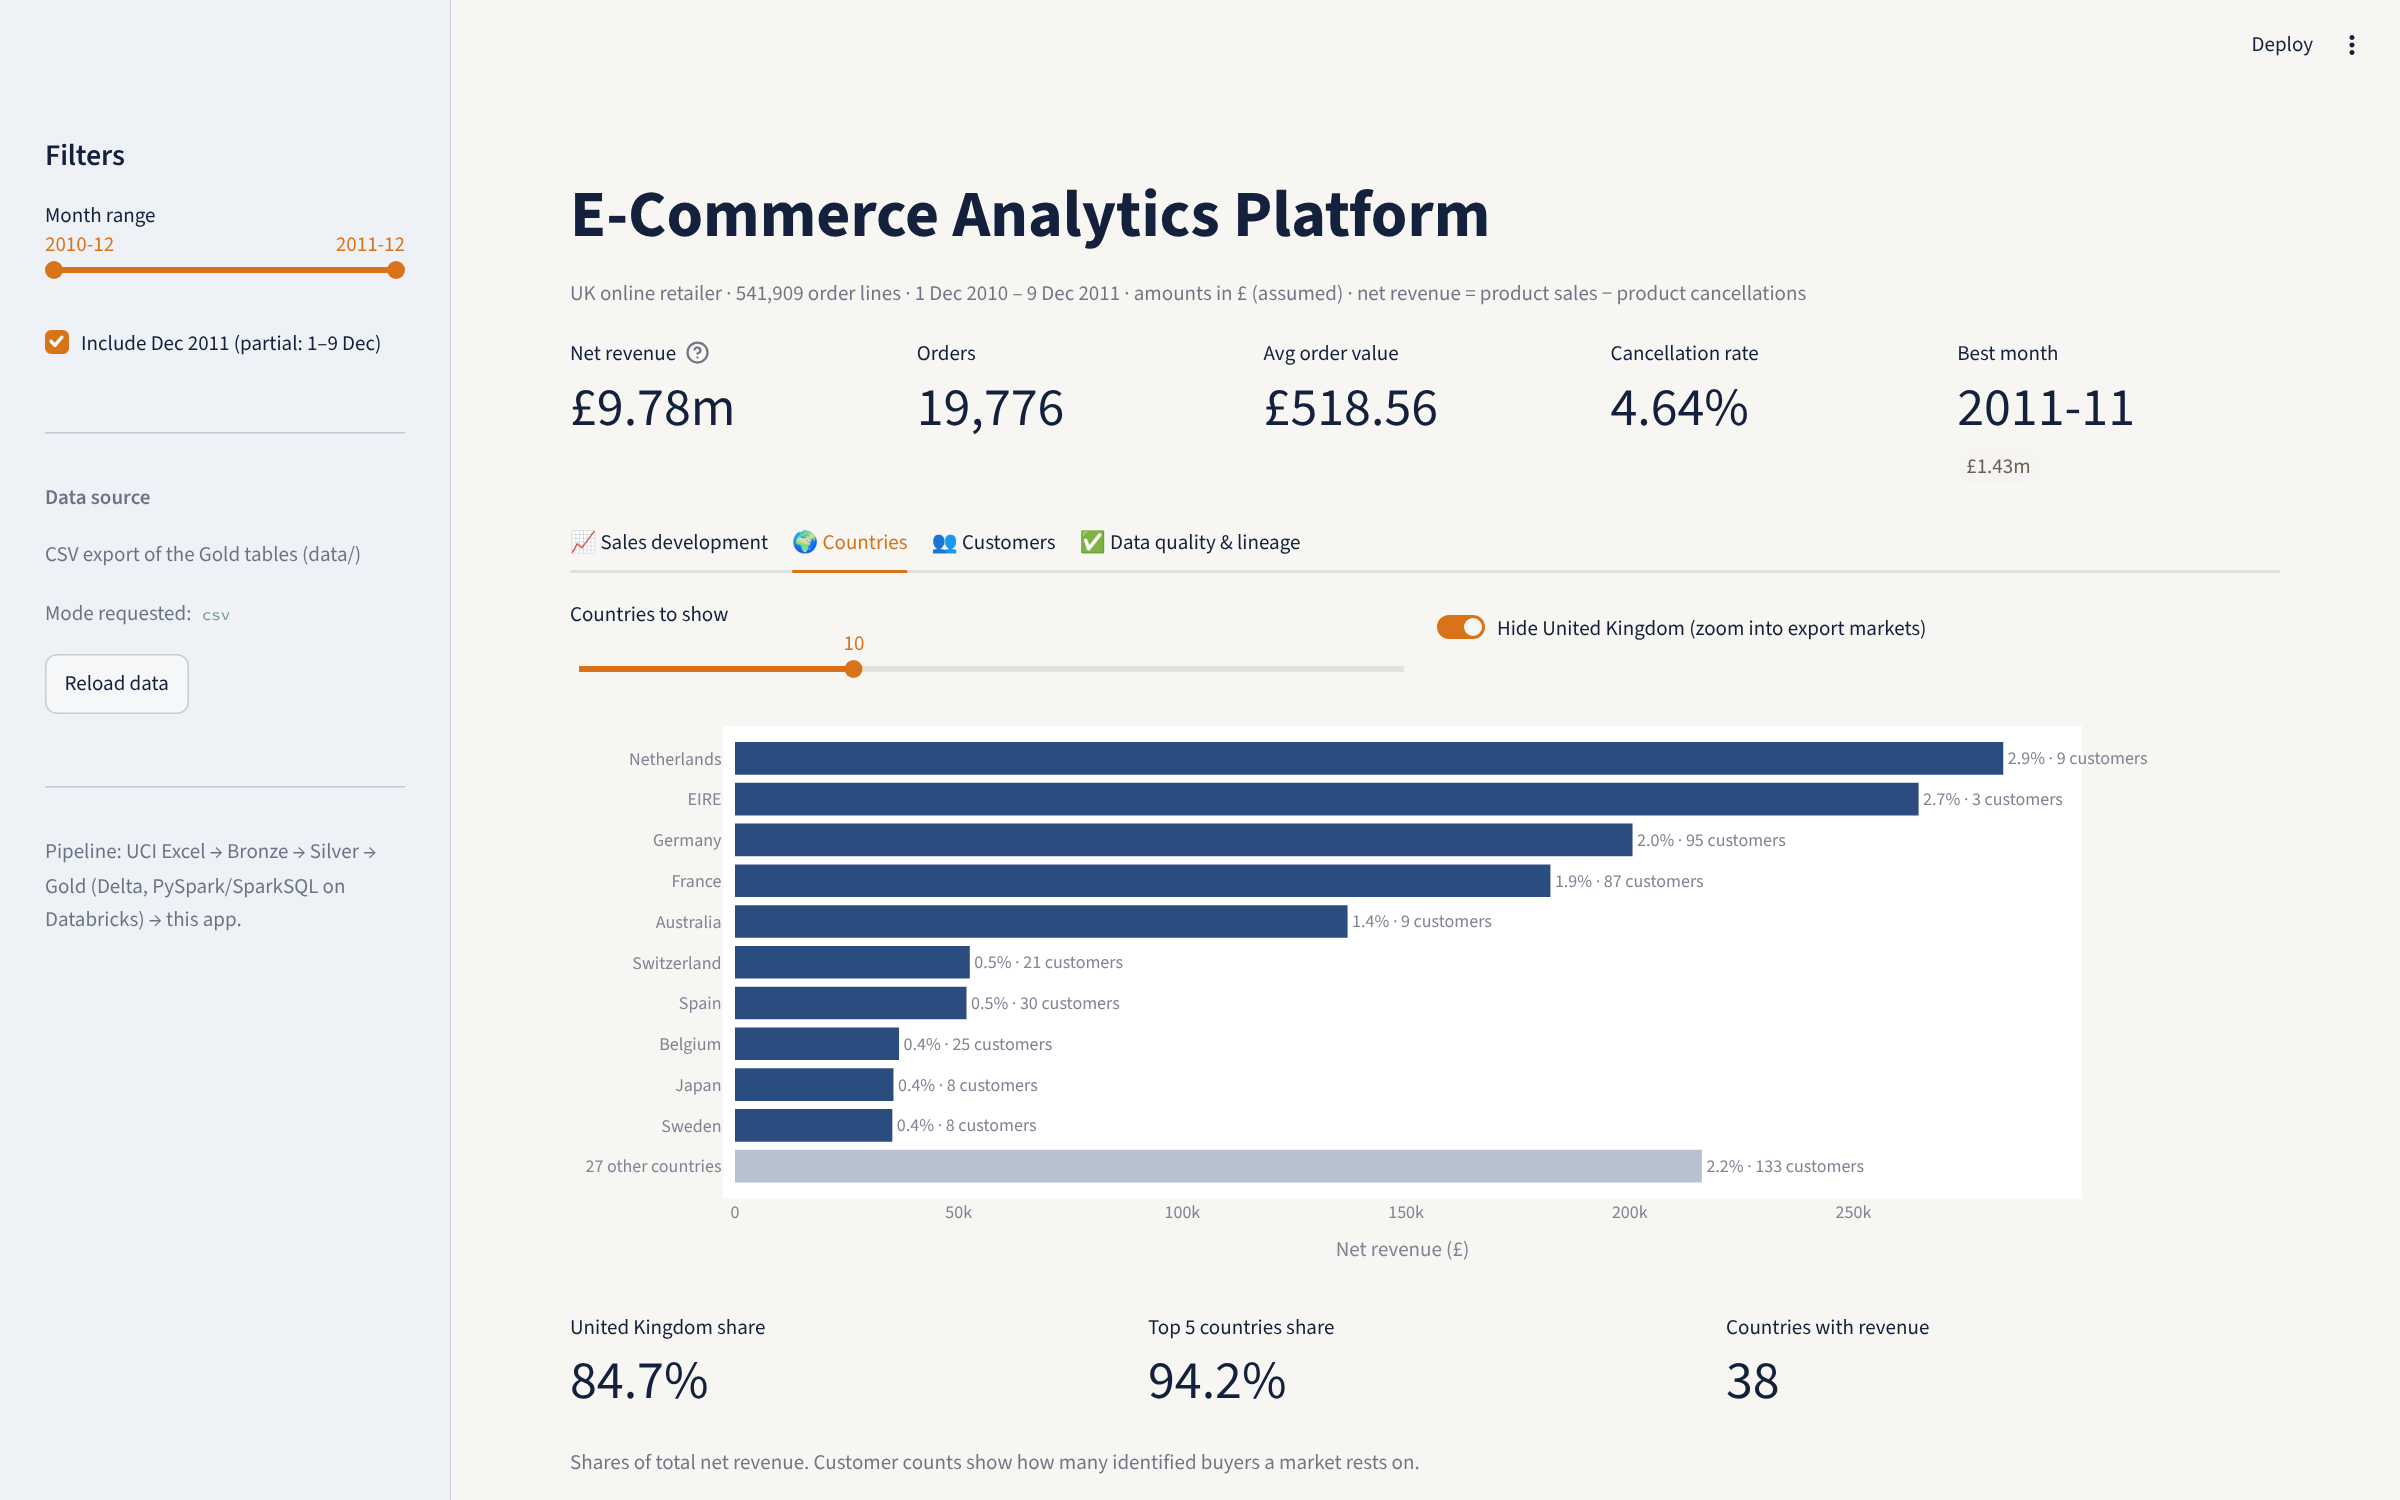 Deploy
Filters
Month range
2010-12 2011-12
Include Dec 2011 (partial: 1–9 Dec)
Data source
CSV export of the Gold tables (data/)
Mode requested: csv
Reload data
Pipeline: UCI Excel → Bronze → Silver →
Gold (Delta, PySpark/SparkSQL on
Databricks) → this app.
E-Commerce Analytics Platform
UK online retailer · 541,909 order lines · 1 Dec 2010 – 9 Dec 2011 · amounts in £ (assumed) · net revenue = product sales − product cancellations
Net revenue Orders Avg order value Cancellation rate Best month
£9.78m 19,776 £518.56 4.64% 2011-11
£1.43m
Sales development Countries Customers Data quality & lineage
Countries to show
10
Hide United Kingdom (zoom into export markets)
Netherlands 2.9% · 9 customers
EIRE 2.7% · 3 customers
Germany 2.0% · 95 customers
France 1.9% · 87 customers
Australia 1.4% · 9 customers
Switzerland 0.5% · 21 customers
Spain 0.5% · 30 customers
Belgium 0.4% · 25 customers
Japan 0.4% · 8 customers
Sweden 0.4% · 8 customers
27 other countries 2.2% · 133 customers
0 50k 100k 150k 200k 250k
Net revenue (£)
United Kingdom share Top 5 countries share Countries with revenue
84.7% 94.2% 38
Shares of total net revenue. Customer counts show how many identified buyers a market rests on.